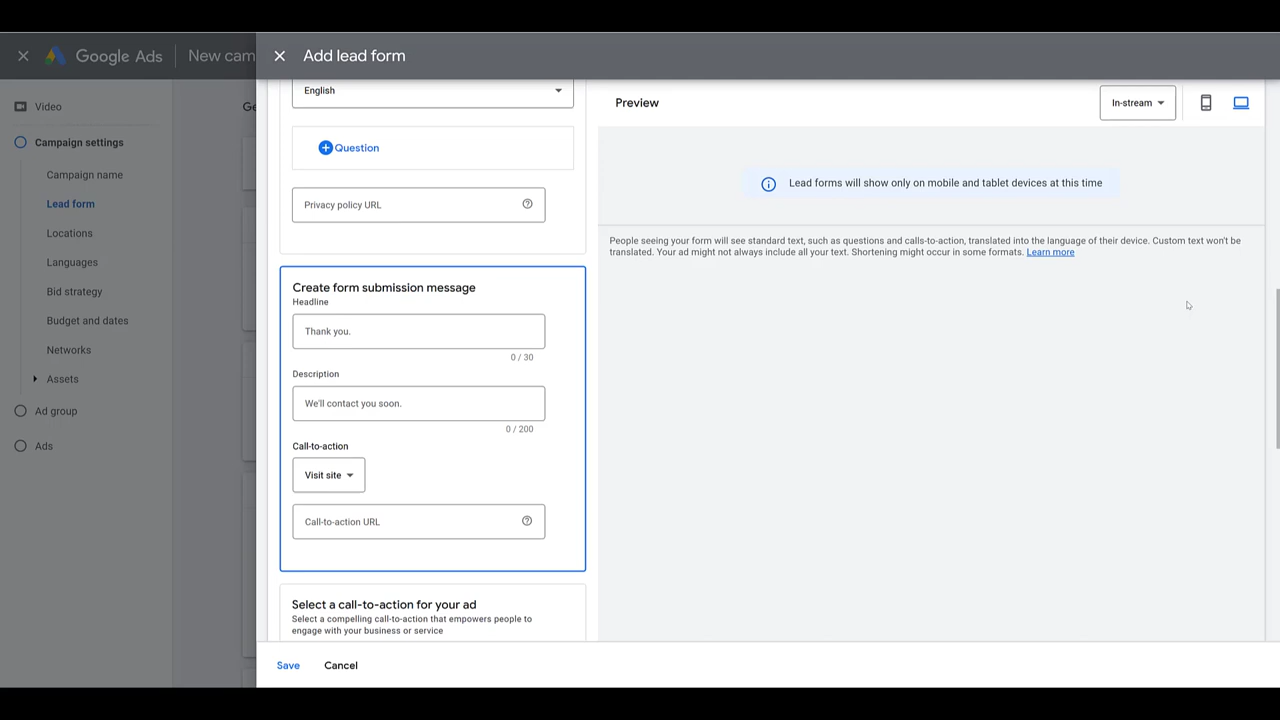 Google Ads
New cam
Add lead form
Video
Campaign settings
Campaign name
Lead form
Locations
Languages
Bid strategy
Budget and dates
Networks
Assets
Ad group
Ads
Ge
English
Question
Privacy policy URL
Create form submission message
Headline
Thank you.
0 / 30
Description
We'll contact you soon.
0 / 200
Call-to-action
Visit site
Call-to-action URL
Select a call-to-action for your ad
Select a compelling call-to-action that empowers people to
engage with your business or service
Preview
In-stream
Lead forms will show only on mobile and tablet devices at this time
People seeing your form will see standard text, such as questions and calls-to-action, translated into the language of their device. Custom text won't be
translated. Your ad might not always include all your text. Shortening might occur in some formats. Learn more
Save
Cancel